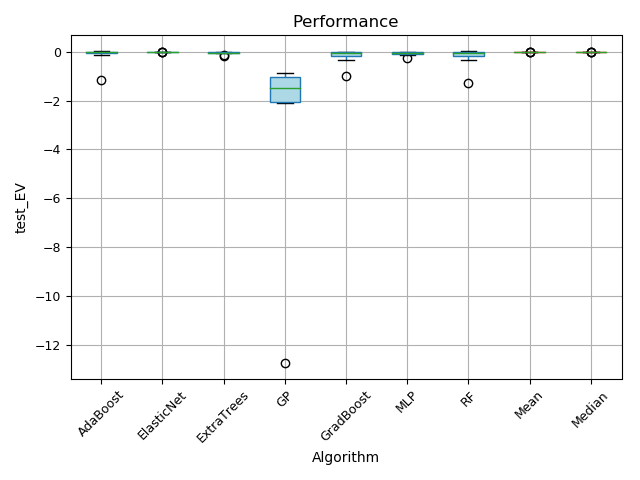 Performance
0
−2
−4
−6
−8
−10
−12
test_EV
AdaBoost
ElasticNet
ExtraTrees
GP
GradBoost
MLP
RF
Mean
Median
Algorithm